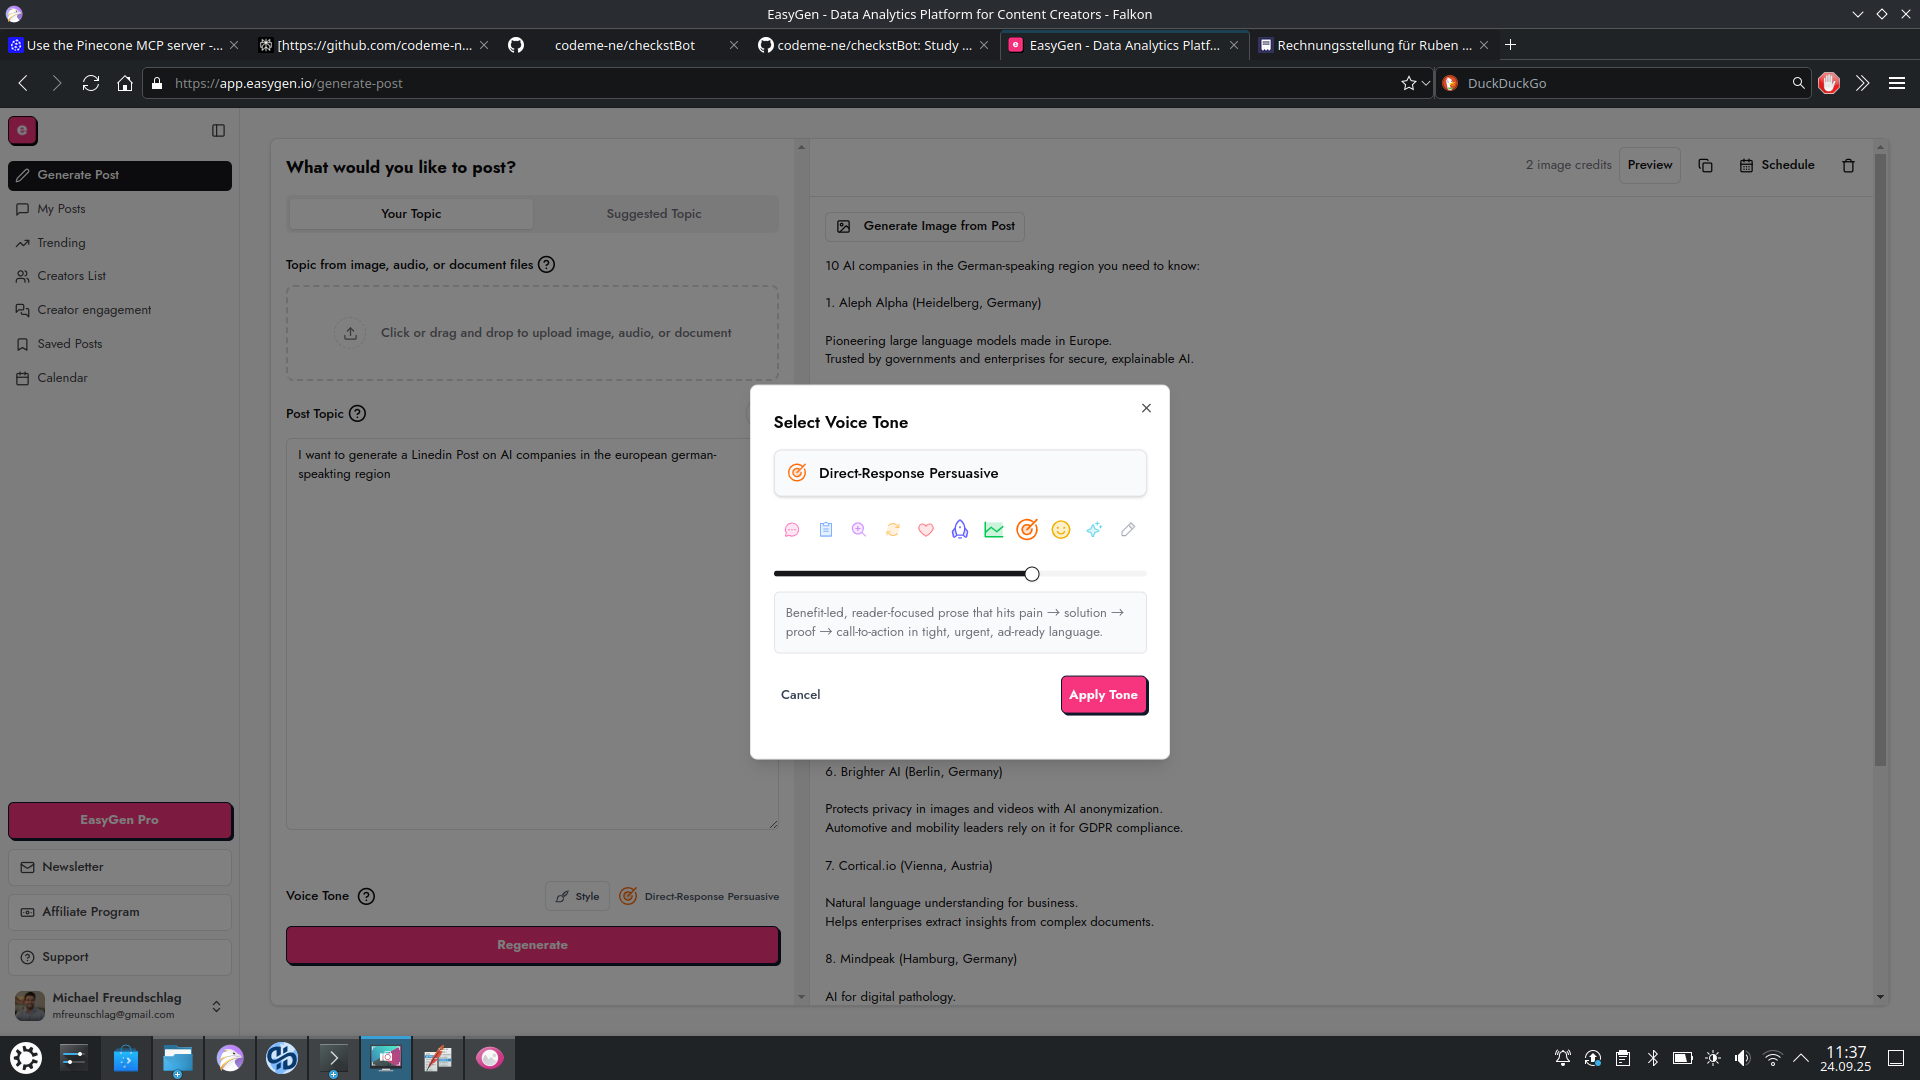 EasyGen - Data Analytics Platform for Content Creators - Falkon
Use the Pinecone MCP server -...
[https://github.com/codeme-n...
codeme-ne/checkstBot
codeme-ne/checkstBot: Study ...
EasyGen - Data Analytics Platf...
Rechnungsstellung für Ruben ...
https://app.easygen.io/generate-post
DuckDuckGo
e
Generate Post
My Posts
Trending
Creators List
Creator engagement
Saved Posts
Calendar
EasyGen Pro
Newsletter
Affiliate Program
Support
Michael Freundschlag
mfreunschlag@gmail.com
What would you like to post?
Your Topic
Suggested Topic
Topic from image, audio, or document files
Click or drag and drop to upload image, audio, or document
Post Topic
I want to generate a Linedin Post on AI companies in the european german-
speakting region
Voice Tone
Style
Direct-Response Persuasive
Regenerate
2 image credits
Preview
Schedule
Generate Image from Post
10 AI companies in the German-speaking region you need to know:
1. Aleph Alpha (Heidelberg, Germany)
Pioneering large language models made in Europe.
Trusted by governments and enterprises for secure, explainable AI.
Select Voice Tone
Direct-Response Persuasive
Benefit-led, reader-focused prose that hits pain → solution →
proof → call-to-action in tight, urgent, ad-ready language.
Cancel
Apply Tone
6. Brighter AI (Berlin, Germany)
Protects privacy in images and videos with AI anonymization.
Automotive and mobility leaders rely on it for GDPR compliance.
7. Cortical.io (Vienna, Austria)
Natural language understanding for business.
Helps enterprises extract insights from complex documents.
8. Mindpeak (Hamburg, Germany)
AI for digital pathology.
11:37
24.09.25